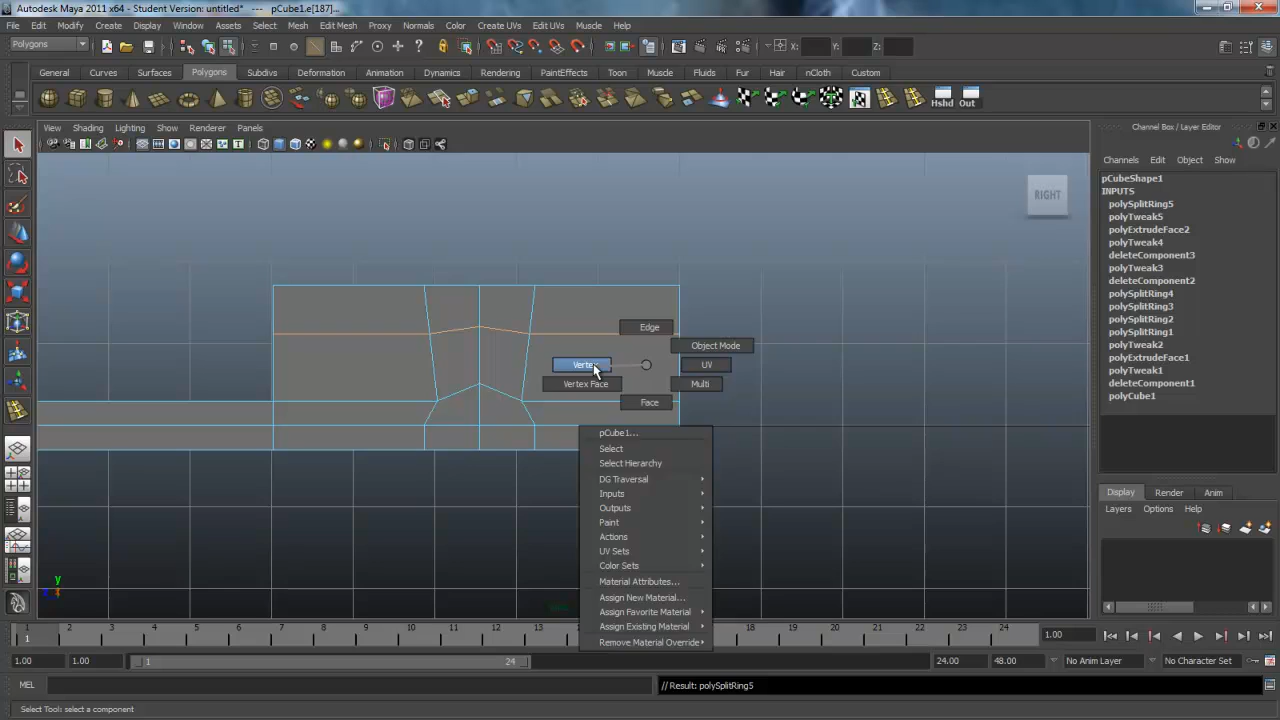 Autodesk Maya 2011 x64 - Student Version: untitled* --- pCube1.e[187]...
File Edit Modify Create Display Window Assets Select Mesh Edit Mesh Proxy Normals Color Create UVs Edit UVs Muscle Help
Polygons X: Y: Z:
General Curves Surfaces Polygons Subdivs Deformation Animation Dynamics Rendering PaintEffects Toon Muscle Fluids Fur Hair nCloth Custom
Hshd Out
View Shading Lighting Show Renderer Panels
Channel Box / Layer Editor
Channels Edit Object Show
pCubeShape1
INPUTS
polySplitRing5
polyTweak5
polyExtrudeFace2
polyTweak4
deleteComponent3
polyTweak3
deleteComponent2
polySplitRing4
polySplitRing3
polySplitRing2
polySplitRing1
polyTweak2
polyExtrudeFace1
polyTweak1
polyCube1
RIGHT
Edge
Object Mode
Vertex UV
Vertex Face Multi
Face
pCube1...
Select
Select Hierarchy
DG Traversal
Inputs
Outputs
Paint
Actions
UV Sets
Color Sets
Material Attributes...
Assign New Material...
Assign Favorite Material
Assign Existing Material
Remove Material Override
Display Render Anim
Layers Options Help
y
1 2 3 4 5 6 7 8 9 10 11 12 13 18 19 20 21 22 23 24
1 1.00
1.00 1.00 1 24 24.00 48.00 No Anim Layer No Character Set
MEL // Result: polySplitRing5
Select Tool: select a component